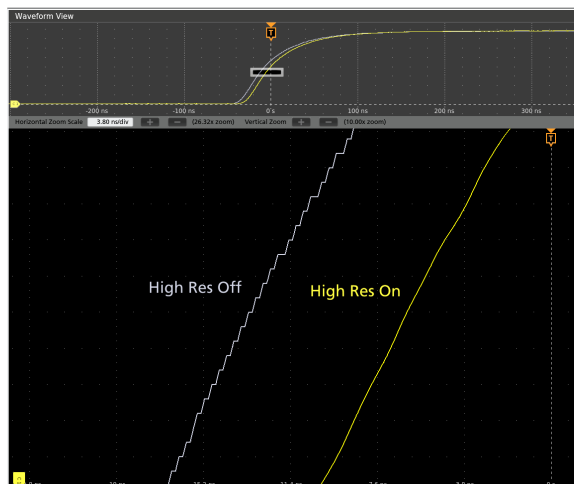 Waveform View
T
-200 ns -100 ns 0 s 100 ns 200 ns 300 ns
Horizontal Zoom Scale 3.80 ns/div + − (26.32x zoom) Vertical Zoom + − (10.00x zoom)
T
High Res Off
High Res On